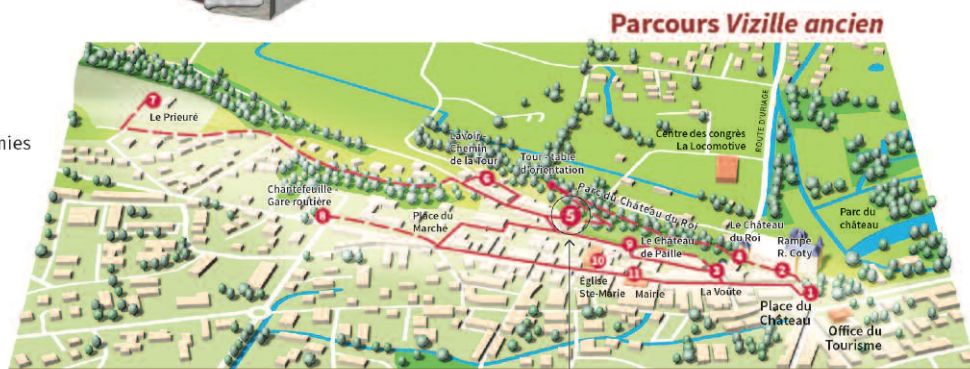 Parcours Vizille ancien
nies
7
Le Prieuré
Lavoir -
Chemin
de la Tour
6
Tour - table
d'orientation
Centre des congrès
La Locomotive
ROUTE D'URIAGE
Chantefeuille -
Gare routière
8
Place du
Marché
5
Parc du Château du Roi
Le Château
du Roi
4
Rampe
R. Coty
2
Parc du
château
9
Le Château
de Paille
3
10
Église
Ste-Marie
11
Mairie
La Voûte
1
Place du
Château
Office du
Tourisme